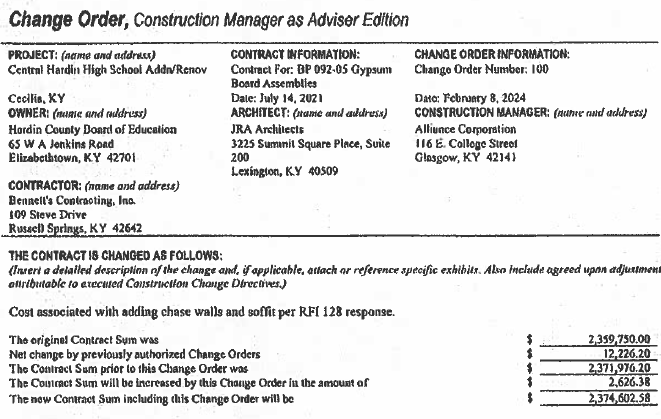 Change Order, Construction Manager as Adviser Edition
PROJECT: (name and address)
Central Hardin High School Addn/Renov
Cecilia, KY
OWNER: (name and address)
Hardin County Board of Education
65 W A Jenkins Road
Elizabethtown, KY 42701
CONTRACTOR: (name and address)
Bennett's Contracting, Inc.
109 Steve Drive
Russell Springs, KY 42642
CONTRACT INFORMATION:
Contract For: BP 092-05 Gypsum
Board Assemblies
Date: July 14, 2021
ARCHITECT: (name and address)
JRA Architects
3225 Summit Square Place, Suite
200
Lexington, KY 40509
CHANGE ORDER INFORMATION:
Change Order Number: 100
Date: February 8, 2024
CONSTRUCTION MANAGER: (name and address)
Alliance Corporation
116 E. College Street
Glasgow, KY 42141
THE CONTRACT IS CHANGED AS FOLLOWS:
(Insert a detailed description of the change and, if applicable, attach or reference specific exhibits. Also include agreed upon adjustment
attributable to executed Construction Change Directives.)
Cost associated with adding chase walls and soffit per RFI 128 response.
The original Contract Sum was $ 2,359,750.00
Net change by previously authorized Change Orders $ 12,226.20
The Contract Sum prior to this Change Order was $ 2,371,976.20
The Contract Sum will be increased by this Change Order in the amount of $ 2,626.38
The new Contract Sum including this Change Order will be $ 2,374,602.58